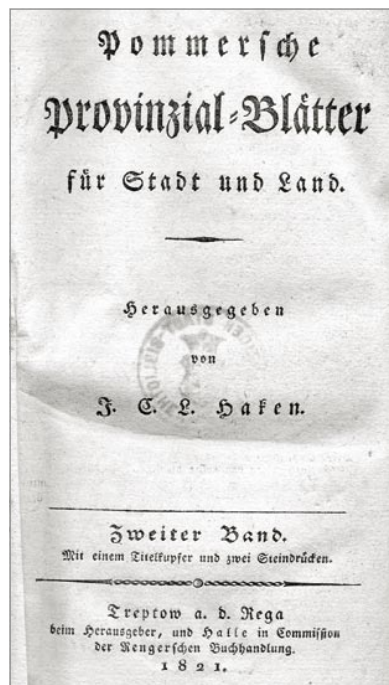 Pommersche
Provinzial-Blätter
für Stadt und Land.
Herausgegeben
von
J. C. L. Haken.
Zweiter Band.
Mit einem Titelkupfer und zwei Steindrücken.
Treptow a. d. Rega
beim Herausgeber, und Halle in Commission
der Rengerschen Buchhandlung.
1821.